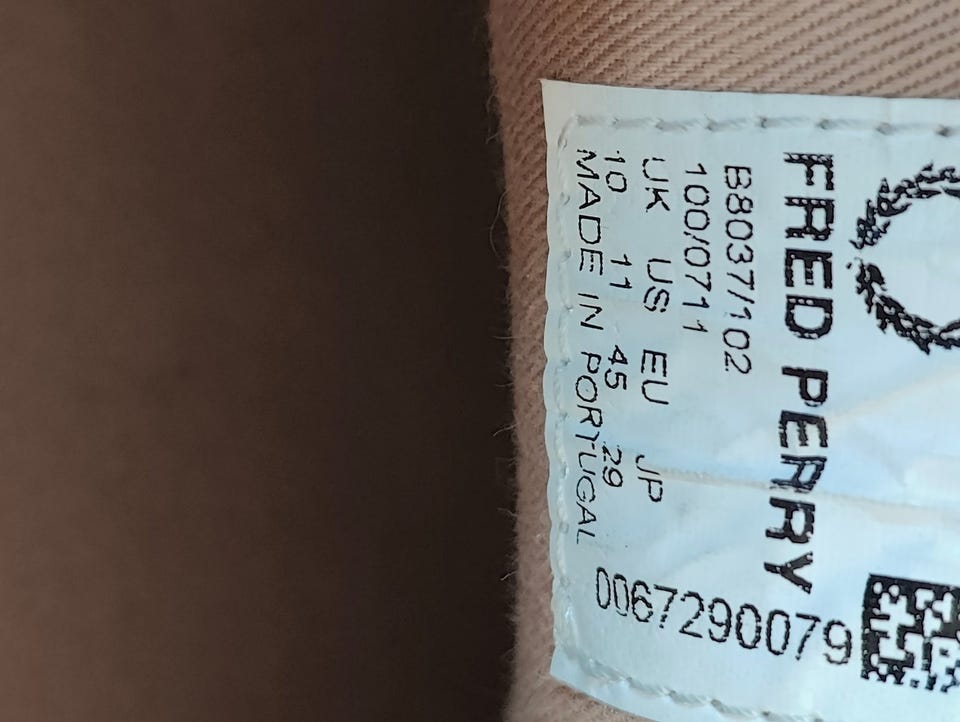 FRED PERRY
B8037/102
100/0711
UK US EU JP
10 11 45 29
MADE IN PORTUGAL
0067290079